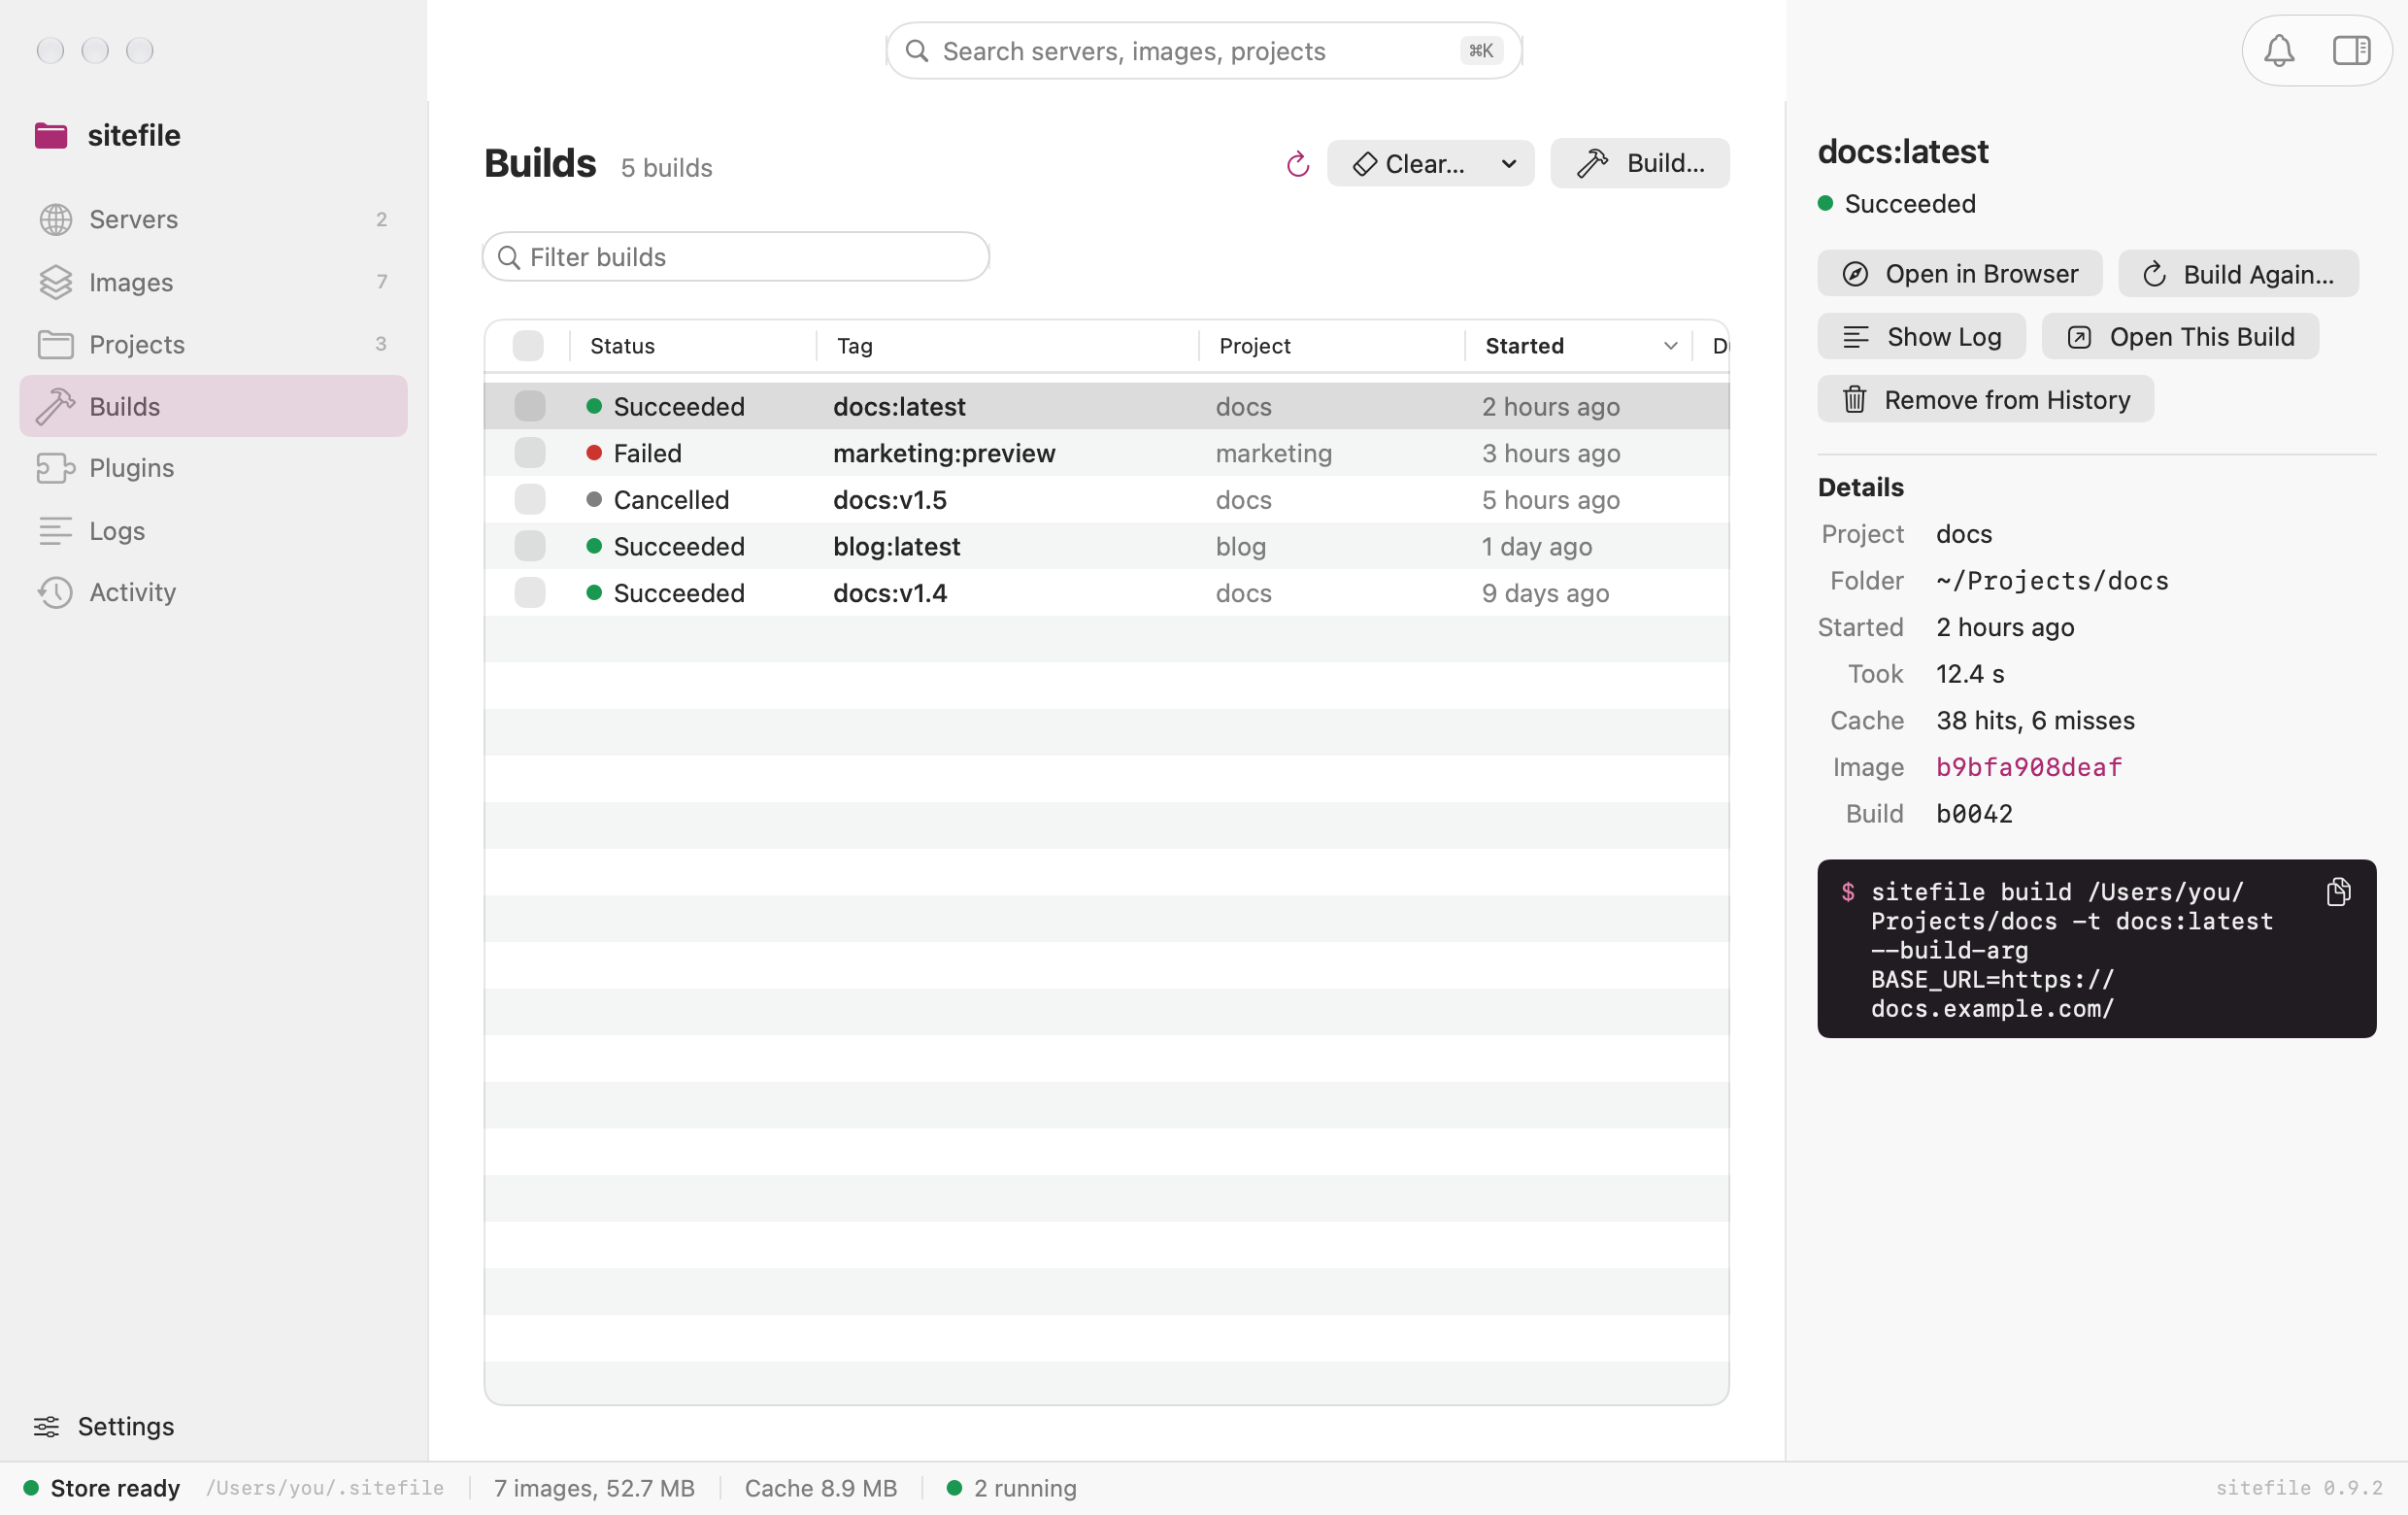 Search servers, images, projects ⌘K
sitefile
Servers 2
Images 7
Projects 3
Builds
Plugins
Logs
Activity
Settings
Builds 5 builds
Clear...
Build...
Filter builds
Status Tag Project Started
Succeeded docs:latest docs 2 hours ago
Failed marketing:preview marketing 3 hours ago
Cancelled docs:v1.5 docs 5 hours ago
Succeeded blog:latest blog 1 day ago
Succeeded docs:v1.4 docs 9 days ago
docs:latest
Succeeded
Open in Browser Build Again...
Show Log Open This Build
Remove from History
Details
Project docs
Folder ~/Projects/docs
Started 2 hours ago
Took 12.4 s
Cache 38 hits, 6 misses
Image b9bfa908deaf
Build b0042
$ sitefile build /Users/you/
Projects/docs -t docs:latest
--build-arg
BASE_URL=https://
docs.example.com/
Store ready /Users/you/.sitefile 7 images, 52.7 MB Cache 8.9 MB 2 running sitefile 0.9.2